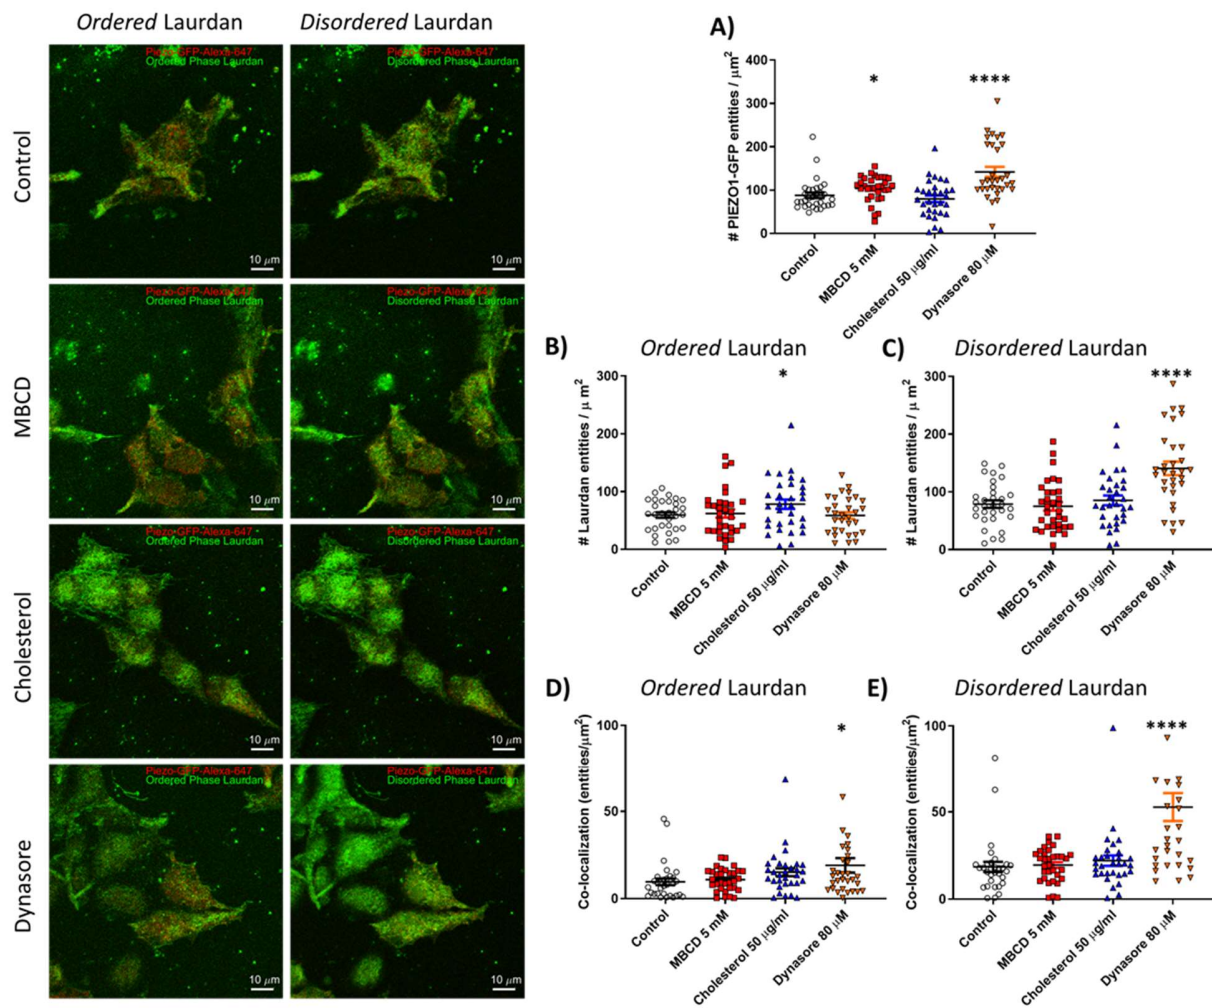 Ordered Laurdan
Disordered Laurdan
Control
Piezo-GFP-Alexa-647
Ordered Phase Laurdan
10 μm
Piezo-GFP-Alexa-647
Disordered Phase Laurdan
10 μm
MBCD
Piezo-GFP-Alexa-647
Ordered Phase Laurdan
10 μm
Piezo-GFP-Alexa-647
Disordered Phase Laurdan
10 μm
Cholesterol
Piezo-GFP-Alexa-647
Ordered Phase Laurdan
10 μm
Piezo-GFP-Alexa-647
Disordered Phase Laurdan
10 μm
Dynasore
Piezo-GFP-Alexa-647
Ordered Phase Laurdan
10 μm
Piezo-GFP-Alexa-647
Disordered Phase Laurdan
10 μm
A)
# PIEZO1-GFP entities / μm²
400
300
200
100
0
*
****
Control
MBCD 5 mM
Cholesterol 50 μg/ml
Dynasore 80 μM
B)
Ordered Laurdan
# Laurdan entities / μ m²
300
200
100
0
*
Control
MBCD 5 mM
Cholesterol 50 μg/ml
Dynasore 80 μM
C)
Disordered Laurdan
# Laurdan entities / μm²
300
200
100
0
****
Control
MBCD 5 mM
Cholesterol 50 μg/ml
Dynasore 80 μM
D)
Ordered Laurdan
Co-localization (entities/μm²)
100
50
0
*
Control
MBCD 5 mM
Cholesterol 50 μg/ml
Dynasore 80 μM
E)
Disordered Laurdan
Co-localization (entities/μm²)
100
50
0
****
Control
MBCD 5 mM
Cholesterol 50 μg/ml
Dynasore 80 μM